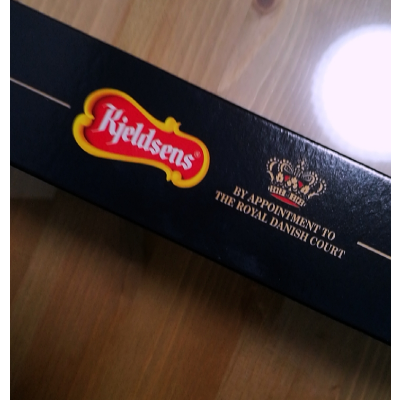 Kjeldsens®
BY APPOINTMENT TO
THE ROYAL DANISH COURT